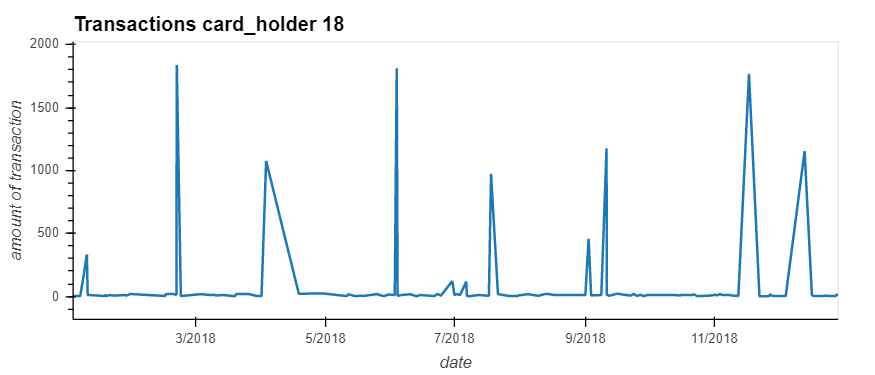 Transactions card_holder 18
amount of transaction
2000
1500
1000
500
0
3/2018 5/2018 7/2018 9/2018 11/2018
date